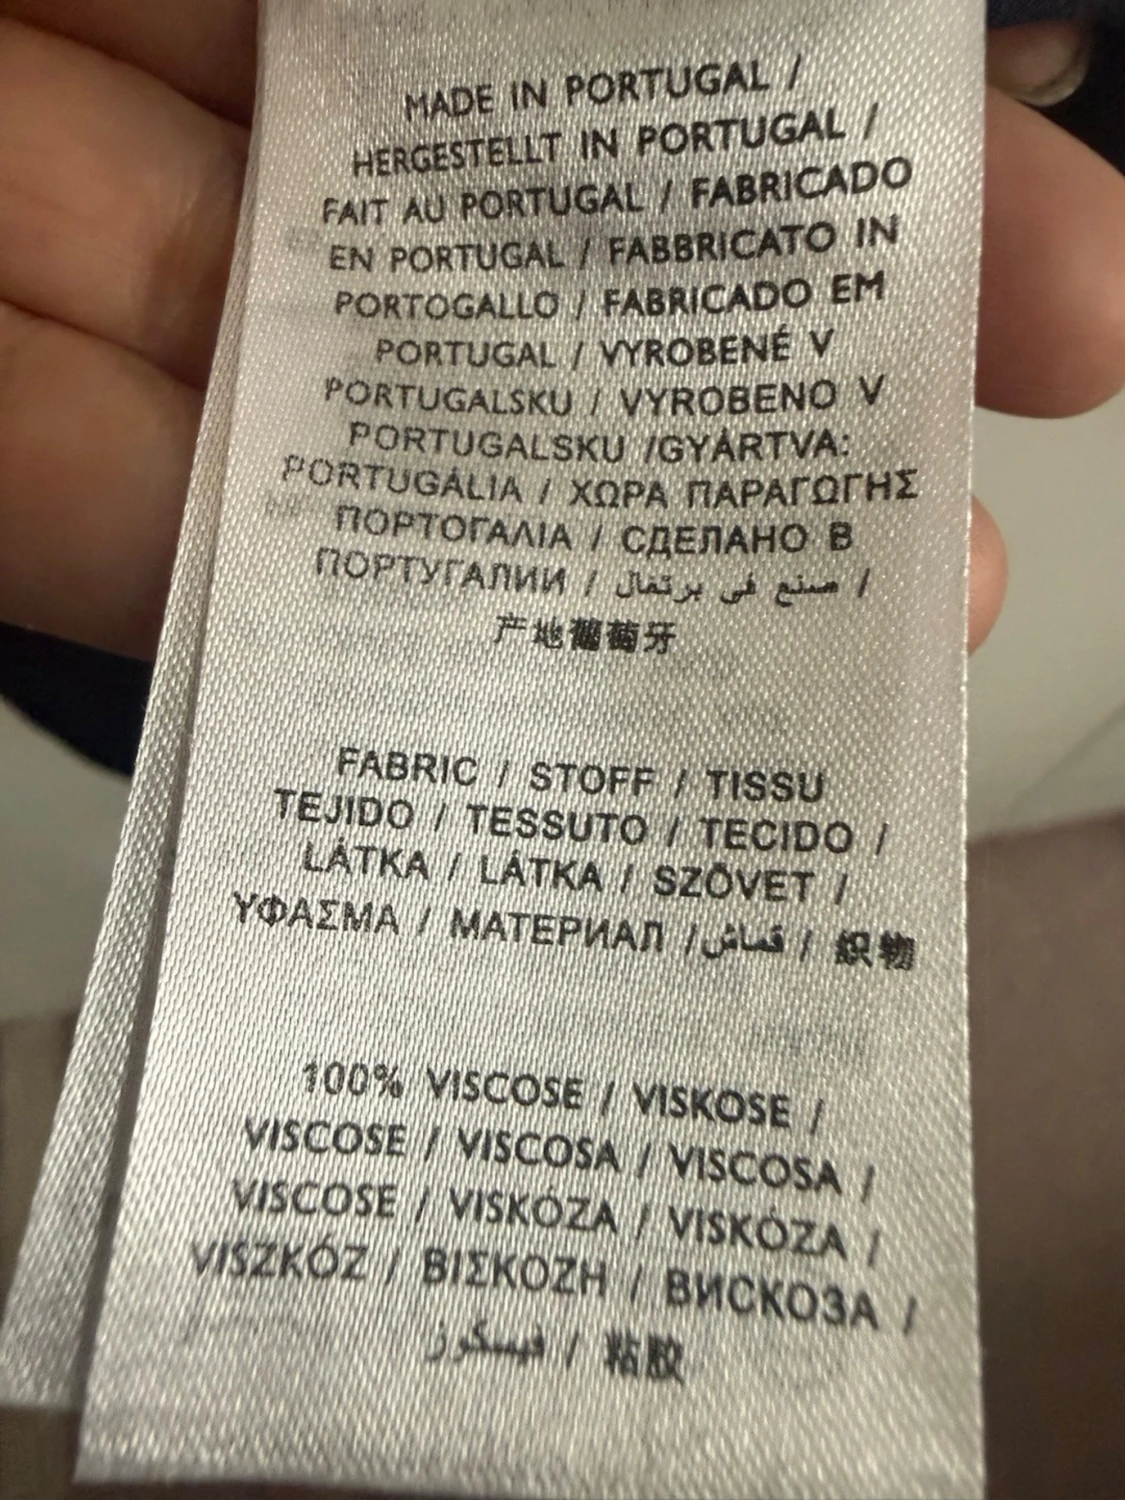 MADE IN PORTUGAL /
HERGESTELLT IN PORTUGAL /
FAIT AU PORTUGAL / FABRICADO
EN PORTUGAL / FABBRICATO IN
PORTOGALLO / FABRICADO EM
PORTUGAL / VYROBENÉ V
PORTUGALSKU / VYROBENO V
PORTUGALSKU /GYÁRTVA:
PORTUGÁLIA / ΧΩΡΑ ΠΑΡΑΓΩΓΗΣ
ΠΟΡΤΟΓΑΛΙΑ / СДЕЛАНО В
ПОРТУГАЛИИ / صنع في برتمال /
产地葡萄牙
FABRIC / STOFF / TISSU
TEJIDO / TESSUTO / TECIDO /
LÁTKA / LÁTKA / SZÖVET /
ΥΦΑΣΜΑ / МАТЕРИАЛ /قماش / 织物
100% VISCOSE / VISKOSE /
VISCOSE / VISCOSA / VISCOSA /
VISCOSE / VISKÓZA / VISKÓZA /
VISZKÓZ / ΒΙΣΚΟΖΗ / ВИСКОЗА /
فيسكوز / 粘胶